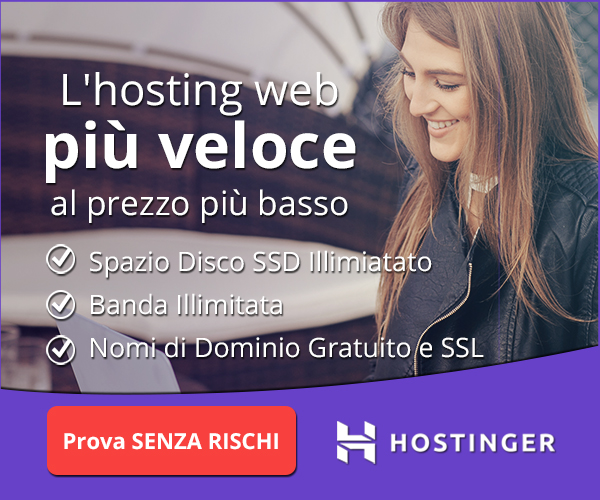 L'hosting web
più veloce
al prezzo più basso
Spazio Disco SSD Illimiatato
Banda Illimitata
Nomi di Dominio Gratuito e SSL
Prova SENZA RISCHI
HOSTINGER